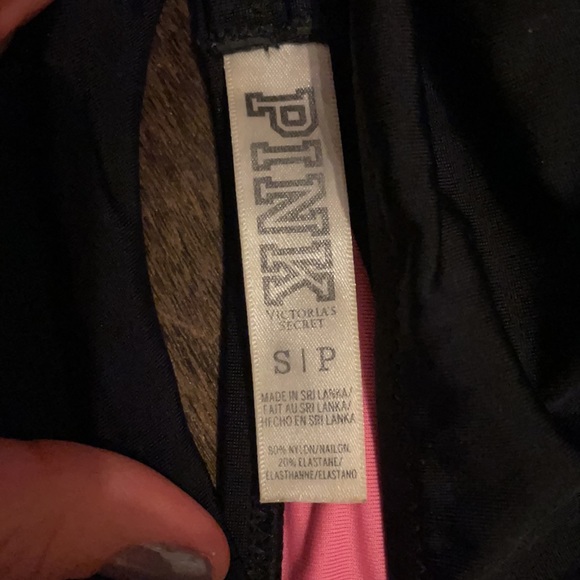 PINK
VICTORIA'S
SECRET
S|P
MADE IN SRI LANKA/
FAIT AU SRI LANKA/
HECHO EN SRI LANKA
80% NYLON/NAILON.
20% ELASTANE/
ELASTHANNE/ELASTANO